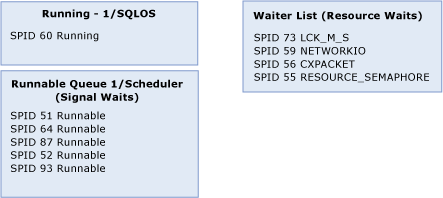 Running - 1/SQLOS
SPID 60 Running
Runnable Queue 1/Scheduler
(Signal Waits)
SPID 51 Runnable
SPID 64 Runnable
SPID 87 Runnable
SPID 52 Runnable
SPID 93 Runnable
Waiter List (Resource Waits)
SPID 73 LCK_M_S
SPID 59 NETWORKIO
SPID 56 CXPACKET
SPID 55 RESOURCE_SEMAPHORE